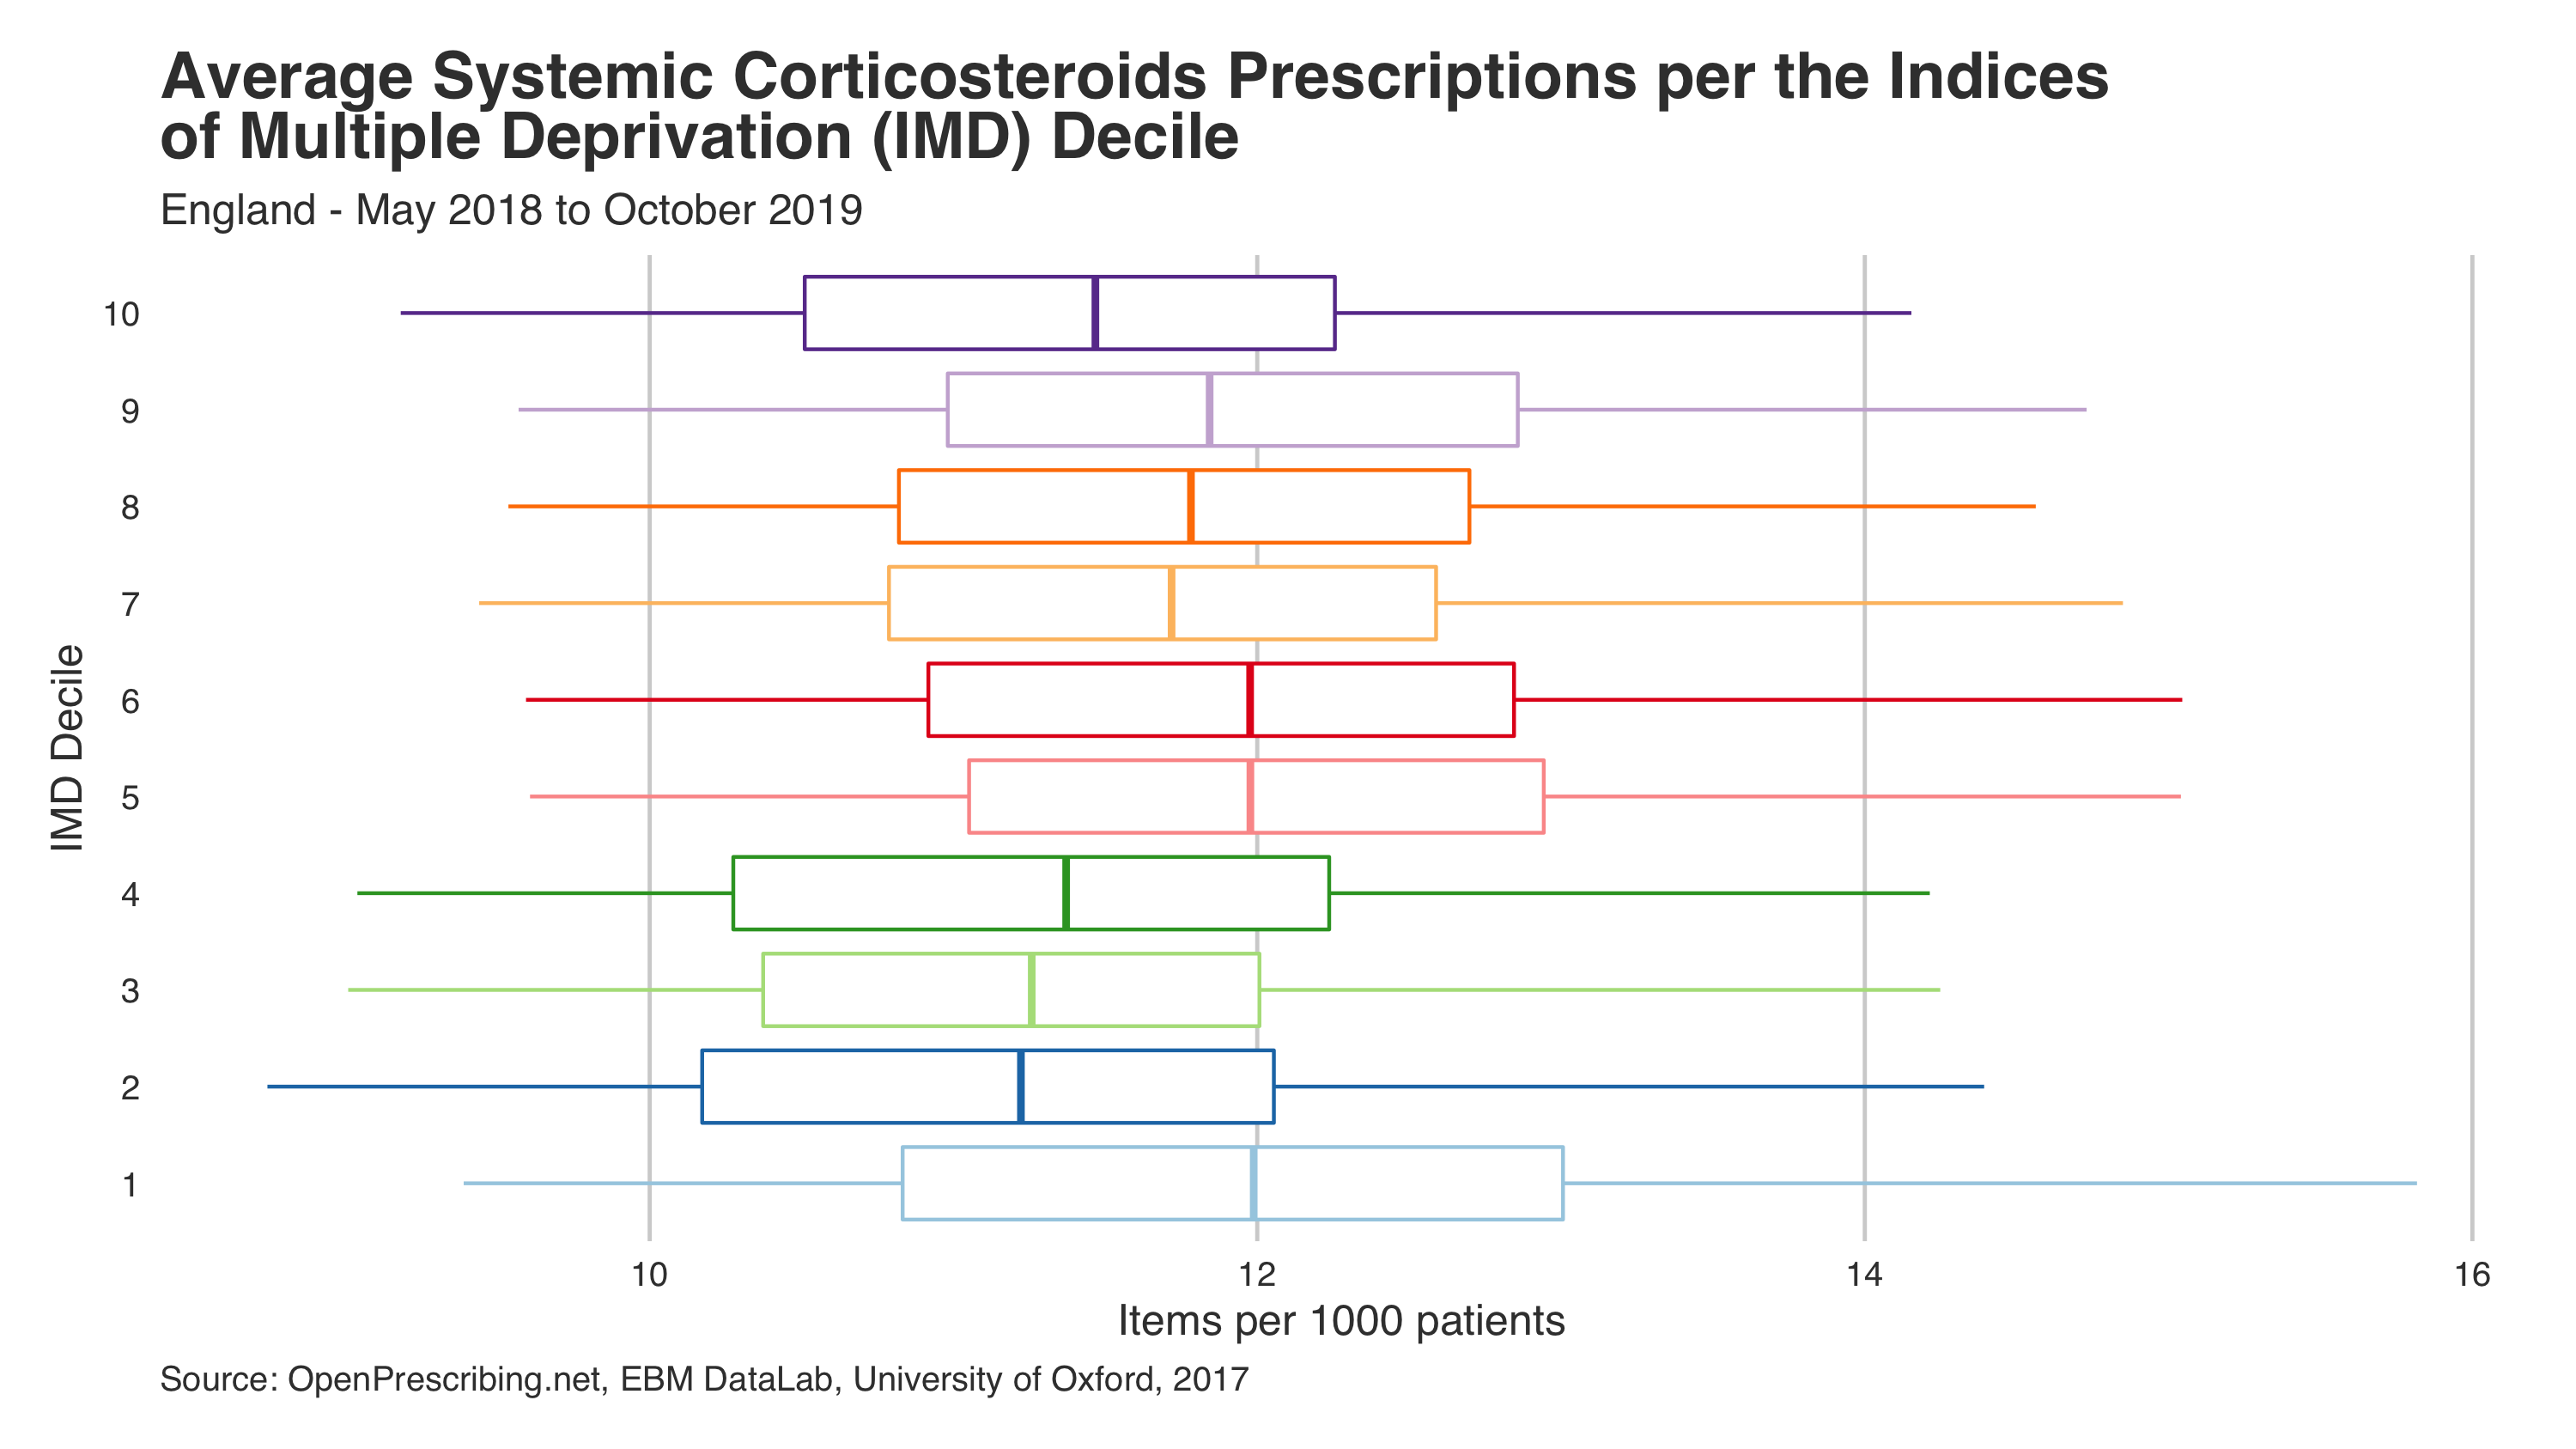 Average Systemic Corticosteroids Prescriptions per the Indices
of Multiple Deprivation (IMD) Decile
England - May 2018 to October 2019
IMD Decile
10
9
8
7
6
5
4
3
2
1
10 12 14 16
Items per 1000 patients
Source: OpenPrescribing.net, EBM DataLab, University of Oxford, 2017